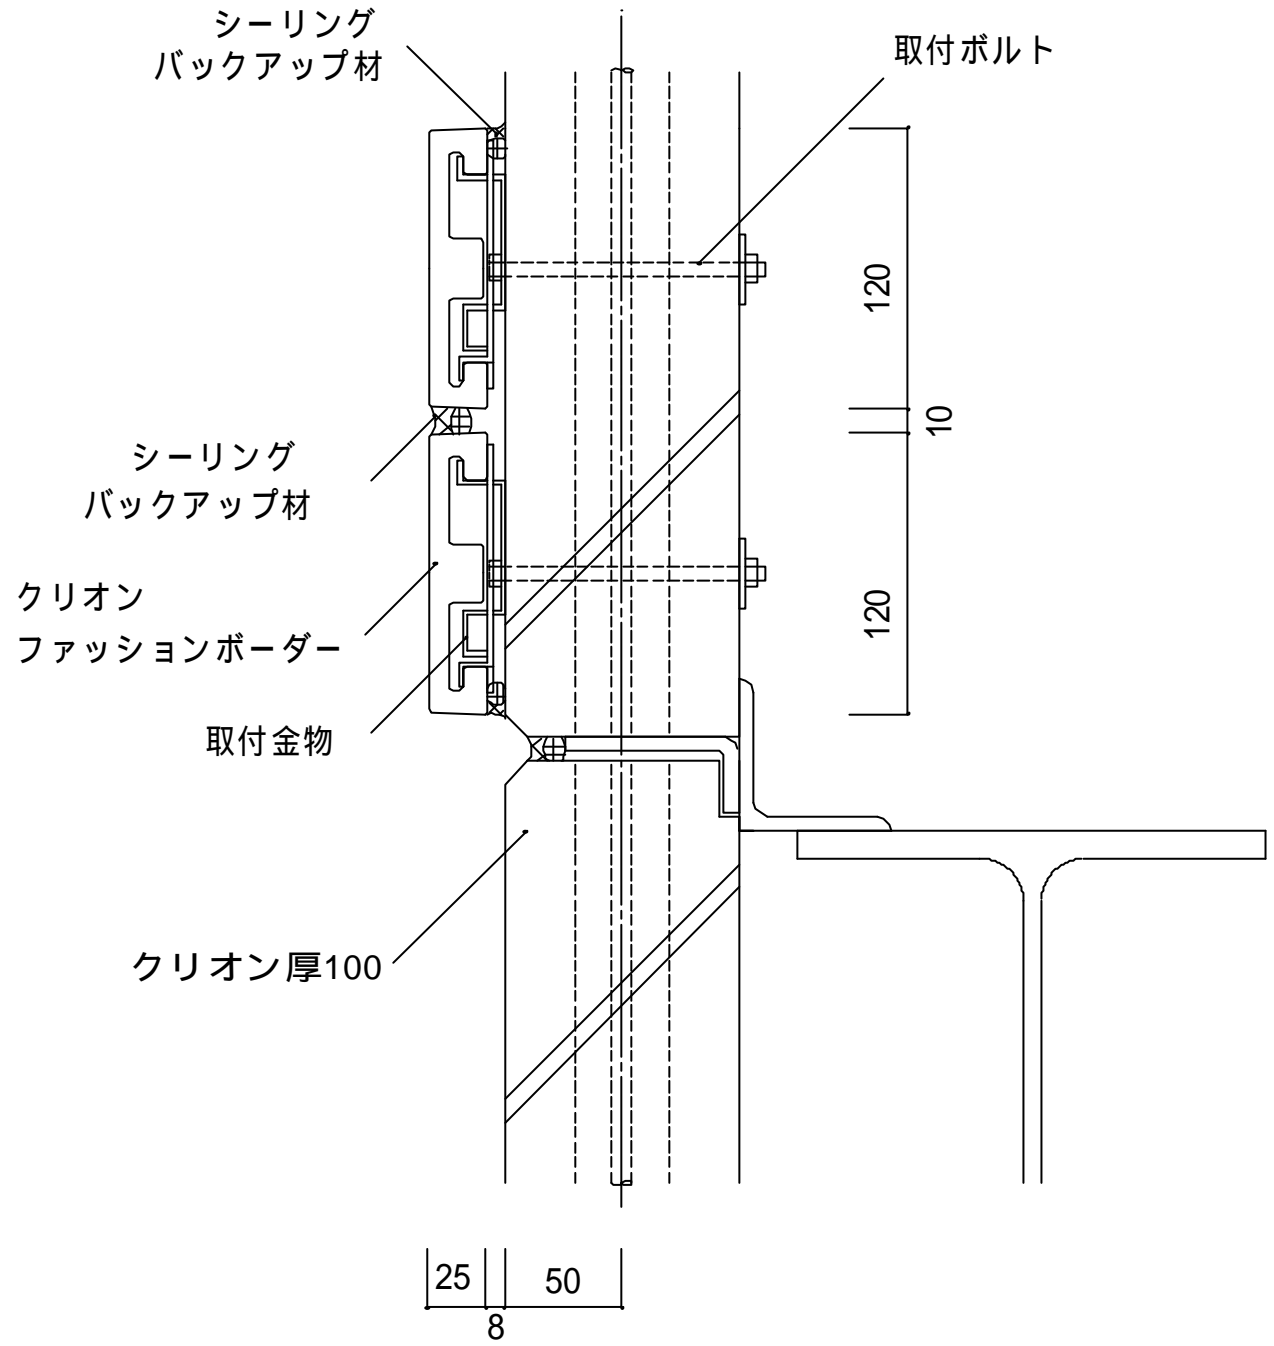 シーリング
バックアップ材
取付ボルト
120
10
シーリング
バックアップ材
クリオン
ファッションボーダー
120
取付金物
クリオン厚100
25
8
50